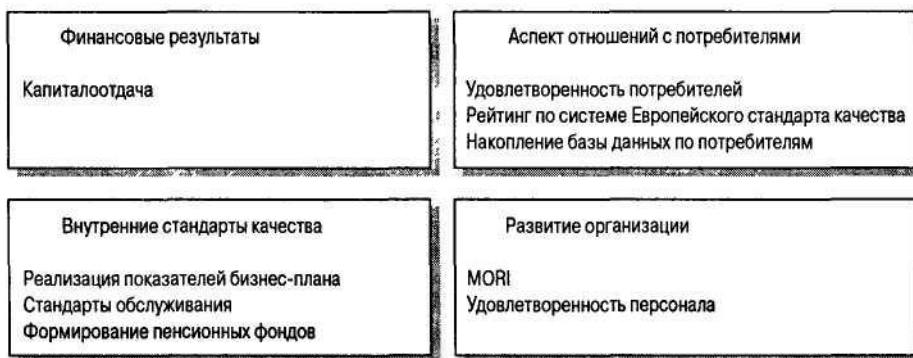 Финансовые результаты
Капиталоотдача
Аспект отношений с потребителями
Удовлетворенность потребителей
Рейтинг по системе Европейского стандарта качества
Накопление базы данных по потребителям
Внутренние стандарты качества
Реализация показателей бизнес-плана
Стандарты обслуживания
Формирование пенсионных фондов
Развитие организации
MORI
Удовлетворенность персонала